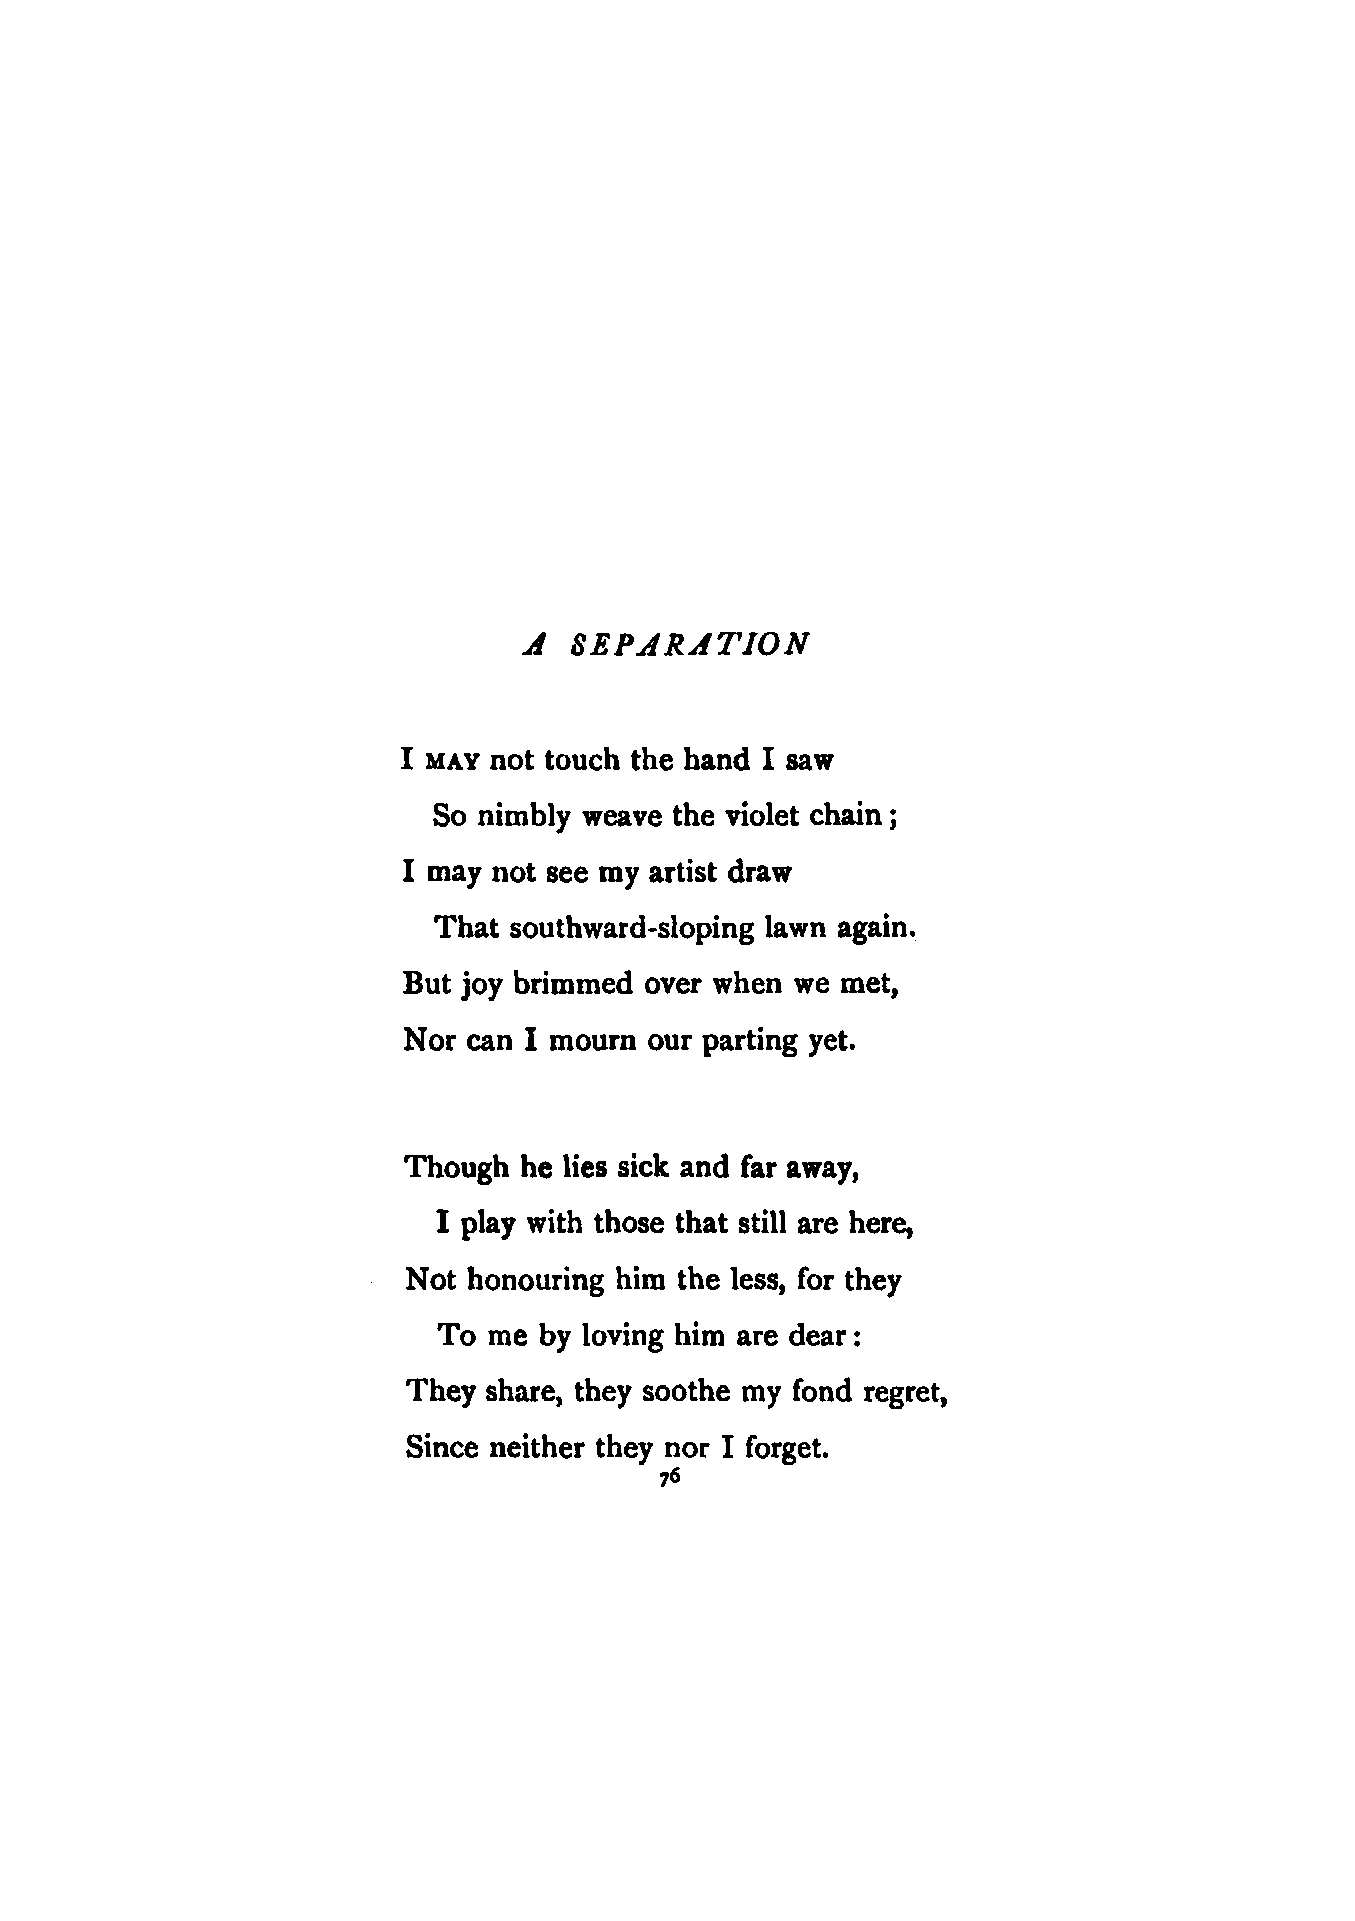 A SEPARATION
I MAY not touch the hand I saw
So nimbly weave the violet chain;
I may not see my artist draw
That southward-sloping lawn again.
But joy brimmed over when we met,
Nor can I mourn our parting yet.
Though he lies sick and far away,
I play with those that still are here,
Not honouring him the less, for they
To me by loving him are dear:
They share, they soothe my fond regret,
Since neither they nor I forget.
76